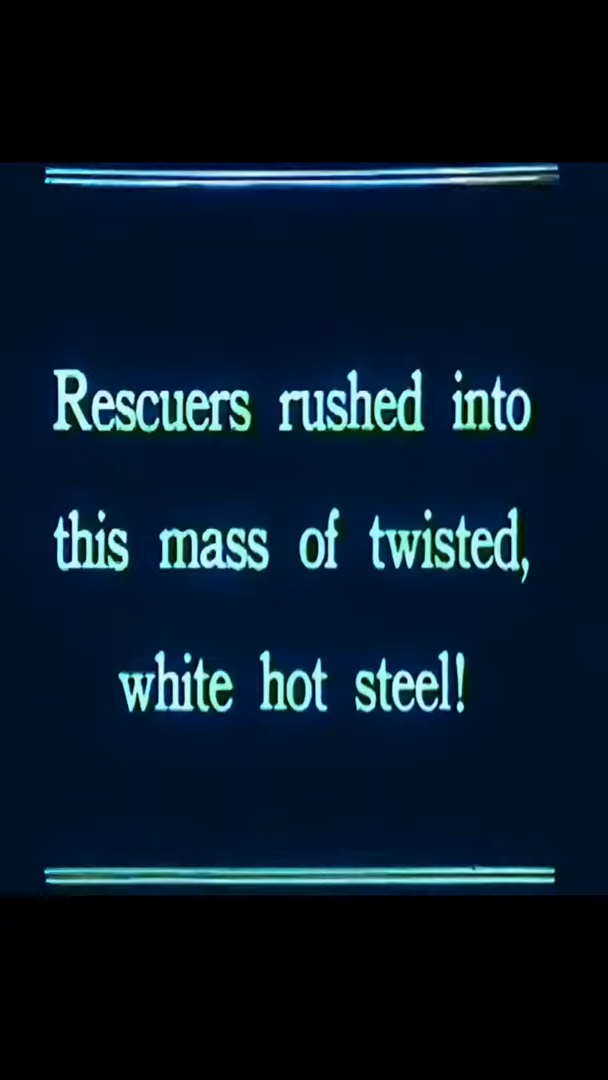 Rescuers rushed into
this mass of twisted,
white hot steel!